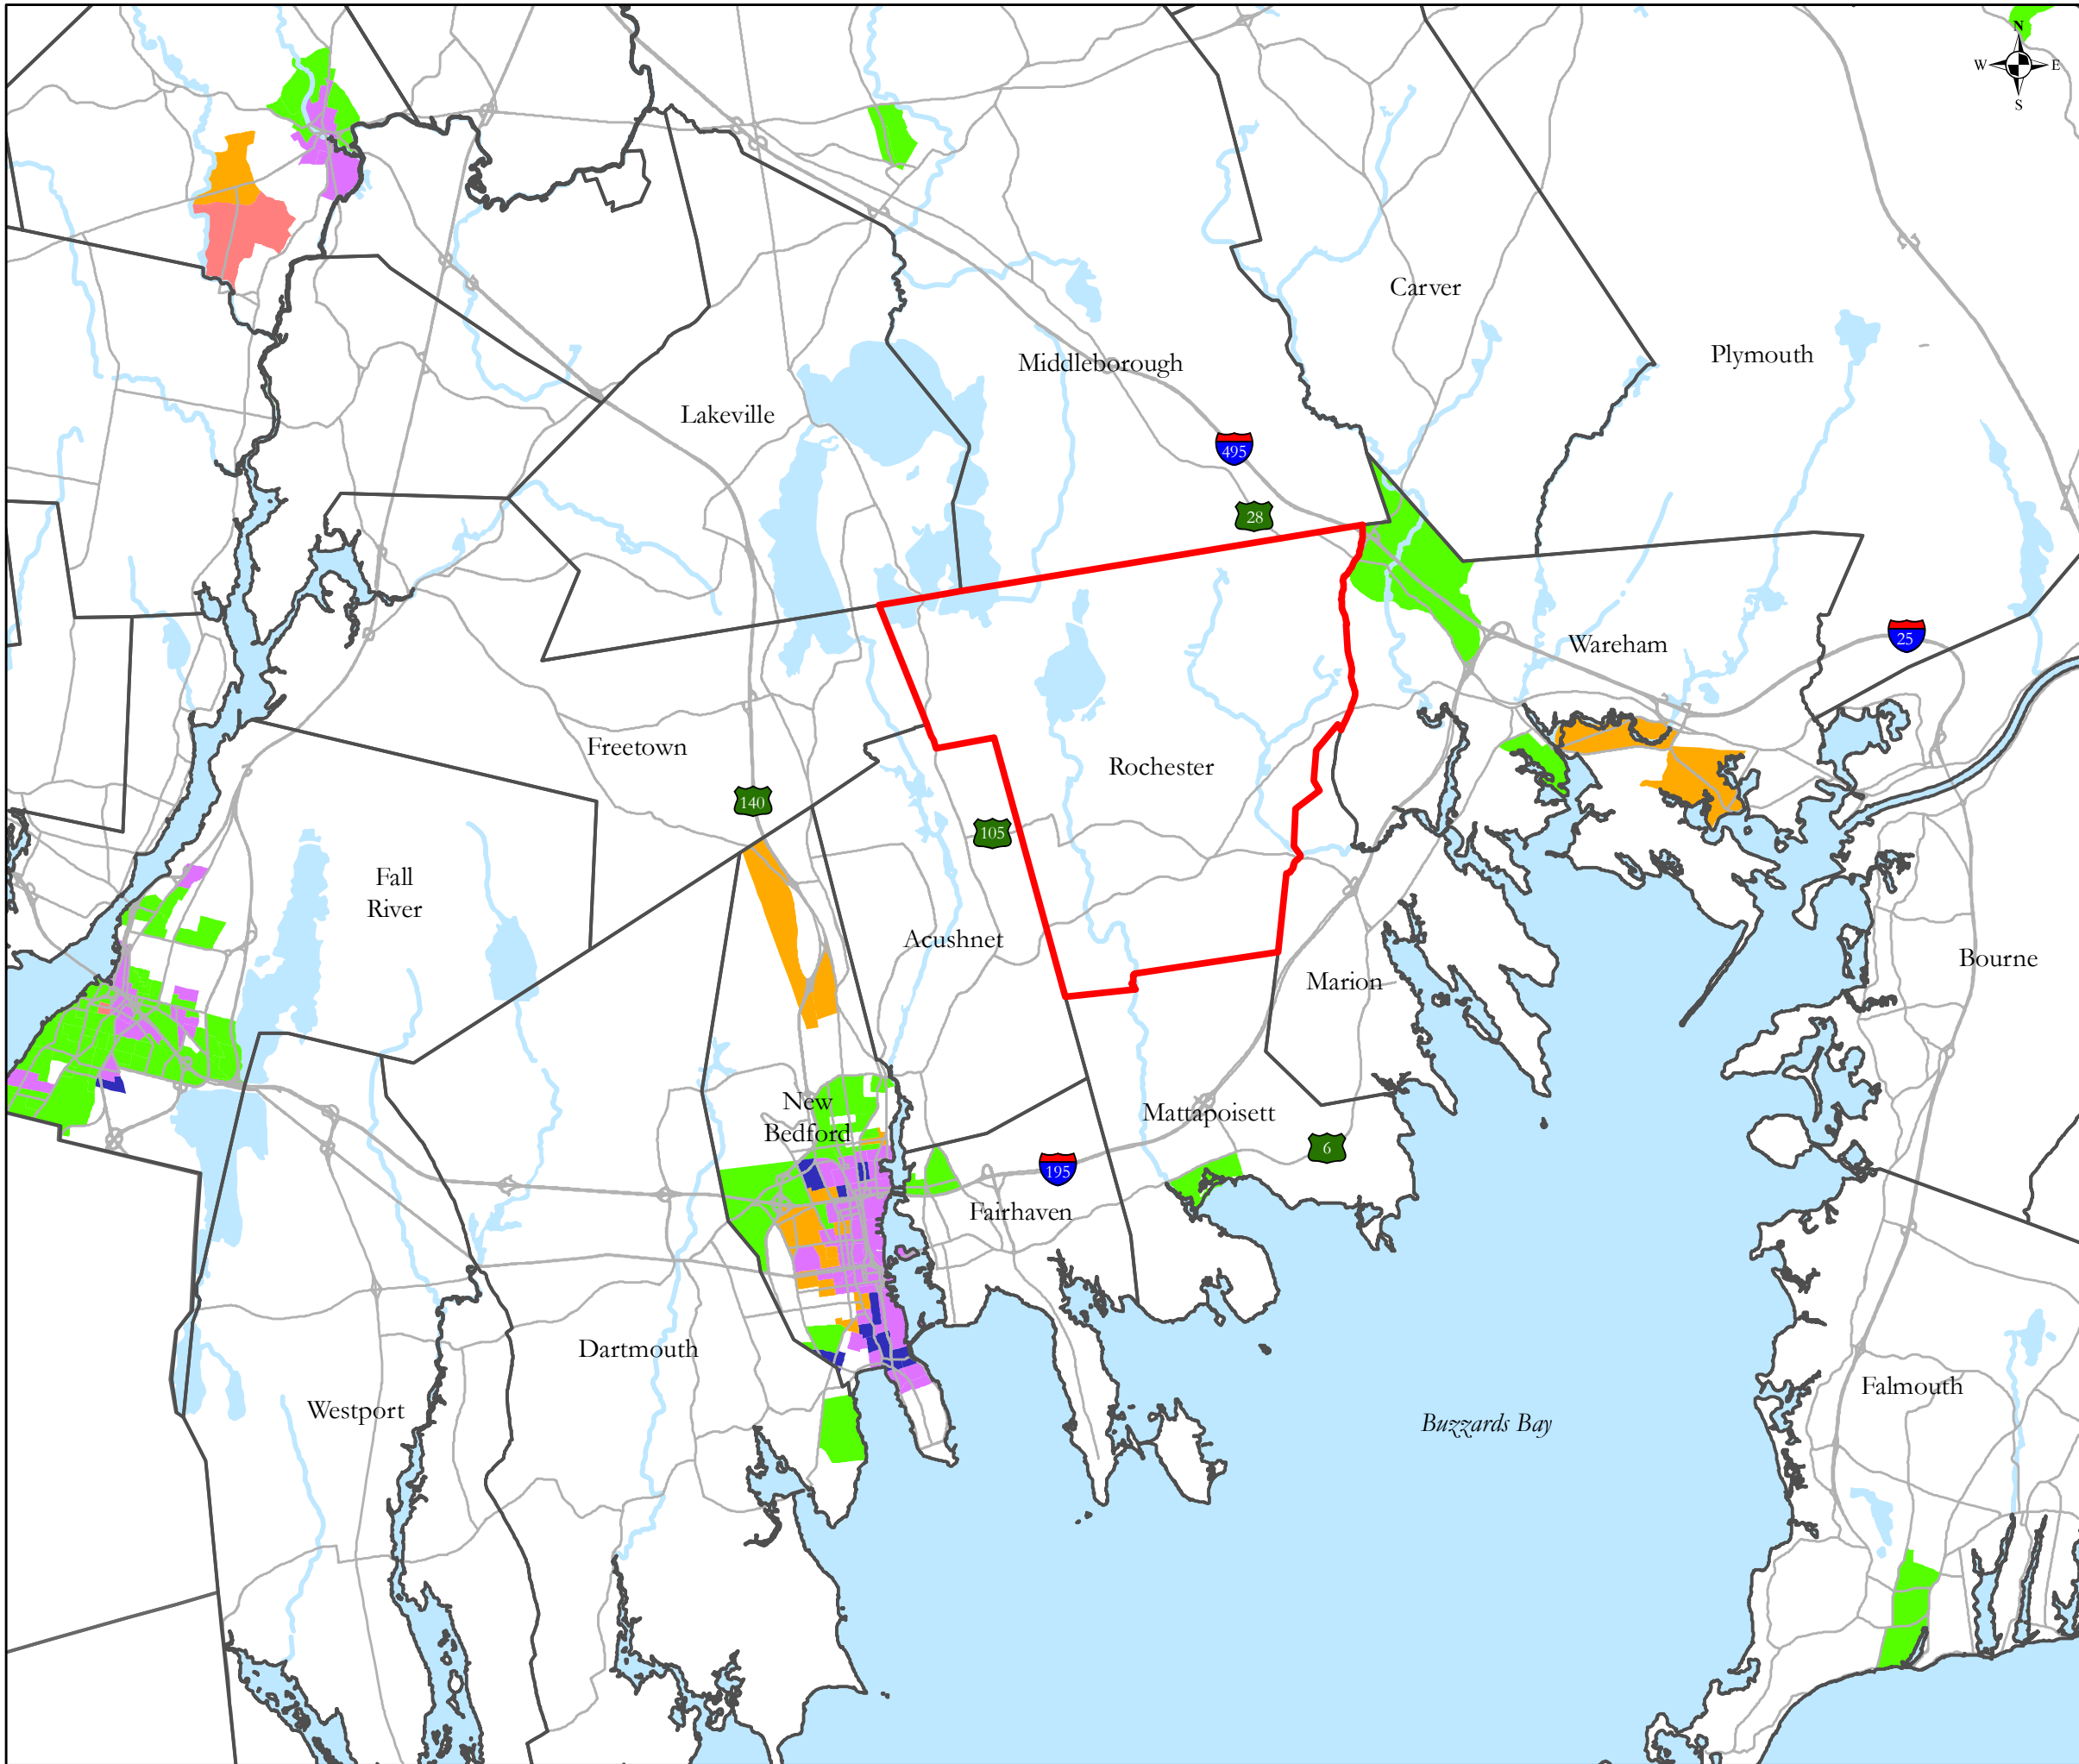 N
W E
S
Carver
Plymouth
Middleborough
Lakeville
495
28
25
Wareham
Freetown
Rochester
140
105
Fall
River
Acushnet
Bourne
Marion
New
Bedford
Mattapoisett
6
195
Fairhaven
Dartmouth
Falmouth
Westport
Buzzards Bay